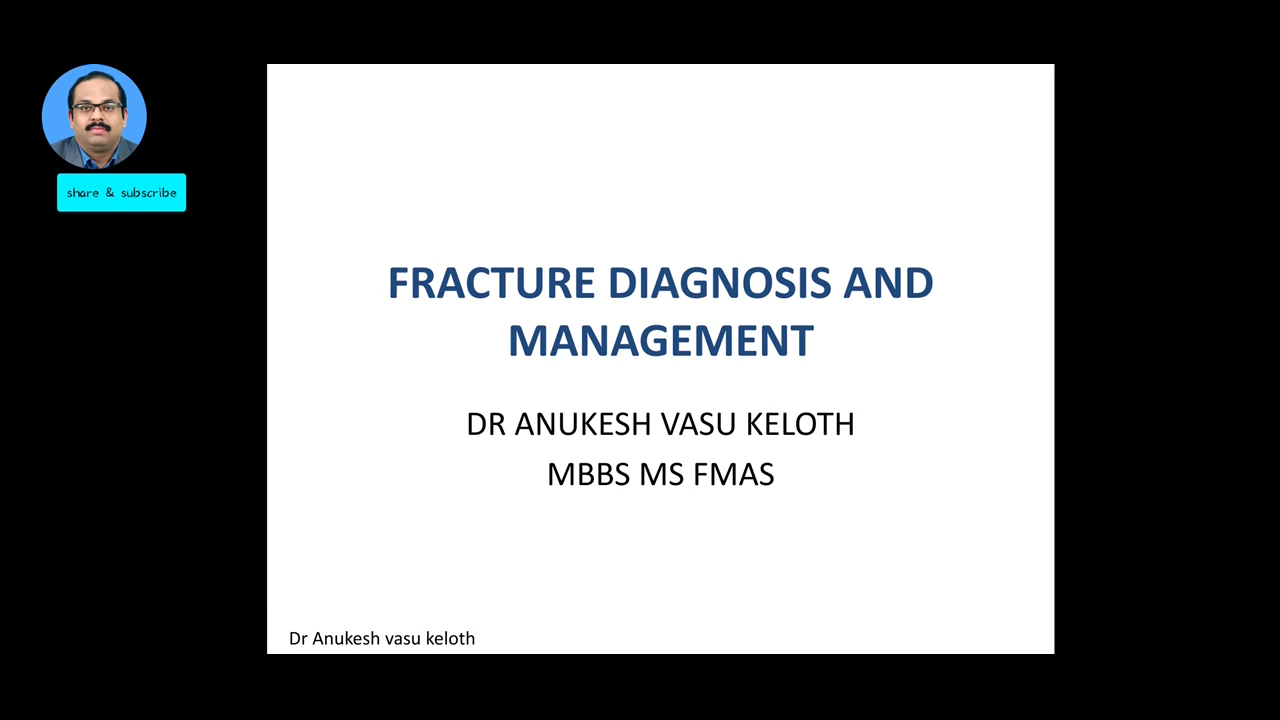 share & subscribe
FRACTURE DIAGNOSIS AND
MANAGEMENT
DR ANUKESH VASU KELOTH
MBBS MS FMAS
Dr Anukesh vasu keloth